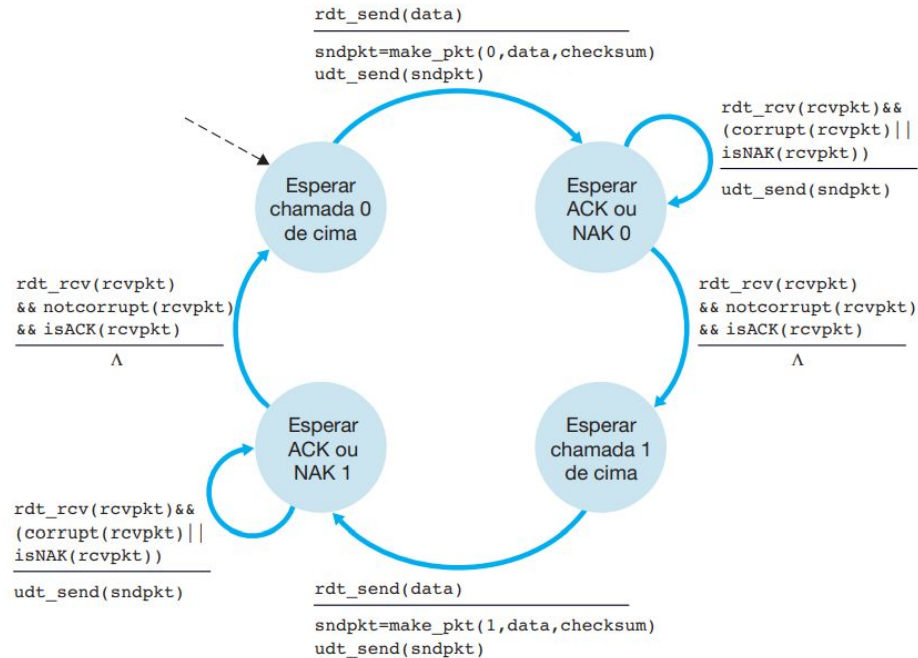 rdt_send(data)
sndpkt=make_pkt(0,data,checksum)
udt_send(sndpkt)
Esperar
chamada 0
de cima
Esperar
ACK ou
NAK 0
rdt_rcv(rcvpkt)&&
(corrupt(rcvpkt)||
isNAK(rcvpkt))
udt_send(sndpkt)
rdt_rcv(rcvpkt)
&& notcorrupt(rcvpkt)
&& isACK(rcvpkt)
Λ
rdt_rcv(rcvpkt)
&& notcorrupt(rcvpkt)
&& isACK(rcvpkt)
Λ
Esperar
ACK ou
NAK 1
Esperar
chamada 1
de cima
rdt_rcv(rcvpkt)&&
(corrupt(rcvpkt)||
isNAK(rcvpkt))
udt_send(sndpkt)
rdt_send(data)
sndpkt=make_pkt(1,data,checksum)
udt_send(sndpkt)